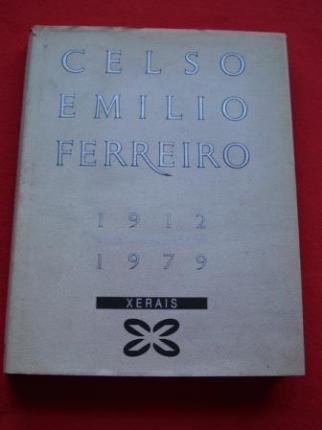 CELSO
EMILIO
FERREIRO
1912
1979
XERAIS